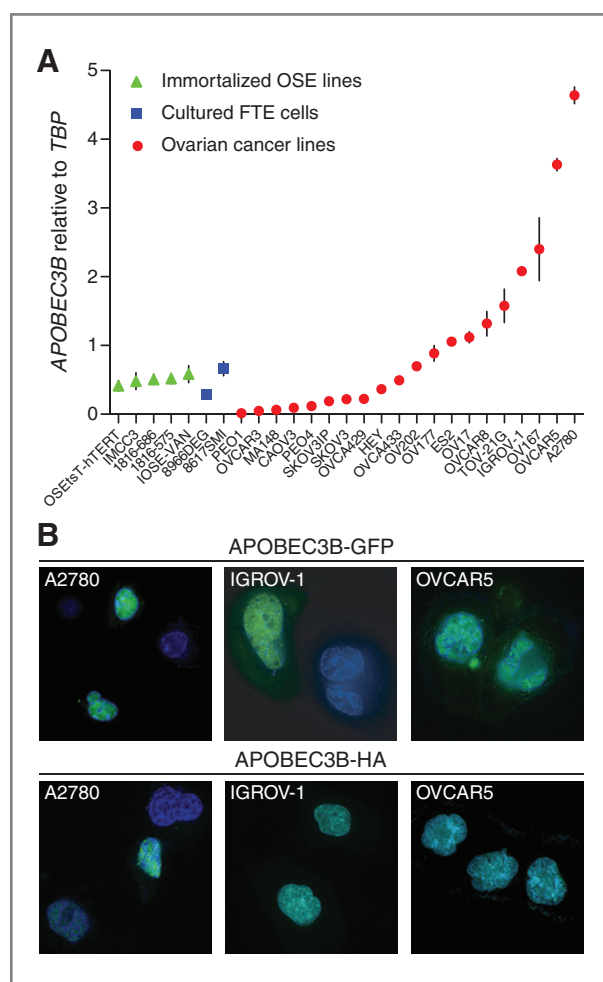 A
5
4
3
2
1
0
APOBEC3B relative to TBP
Immortalized OSE lines
Cultured FTE cells
Ovarian cancer lines
OSEtsT-hTERT
IMCC3
1816-686
1816-575
IOSE-VAN
8966DEG
8617SMI
PEO1
OVCAR3
MA148
CAOV3
PEO4
SKOV3IP
SKOV3
OVCA429
HEY
OVCA433
OV202
OV177
ES2
OT17
OVCAR8
TOV-21G
IGROV-1
OV167
OVCAR5
A2780
B
APOBEC3B-GFP
A2780
IGROV-1
OVCAR5
APOBEC3B-HA
A2780
IGROV-1
OVCAR5